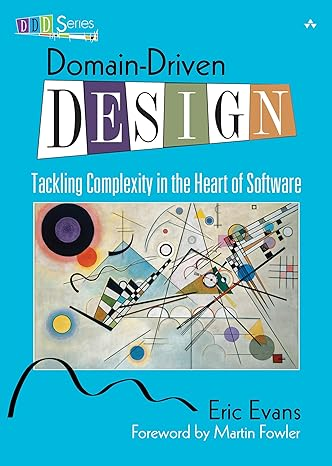 DDD Series
Domain-Driven
DESIGN
Tackling Complexity in the Heart of Software
Eric Evans
Foreword by Martin Fowler